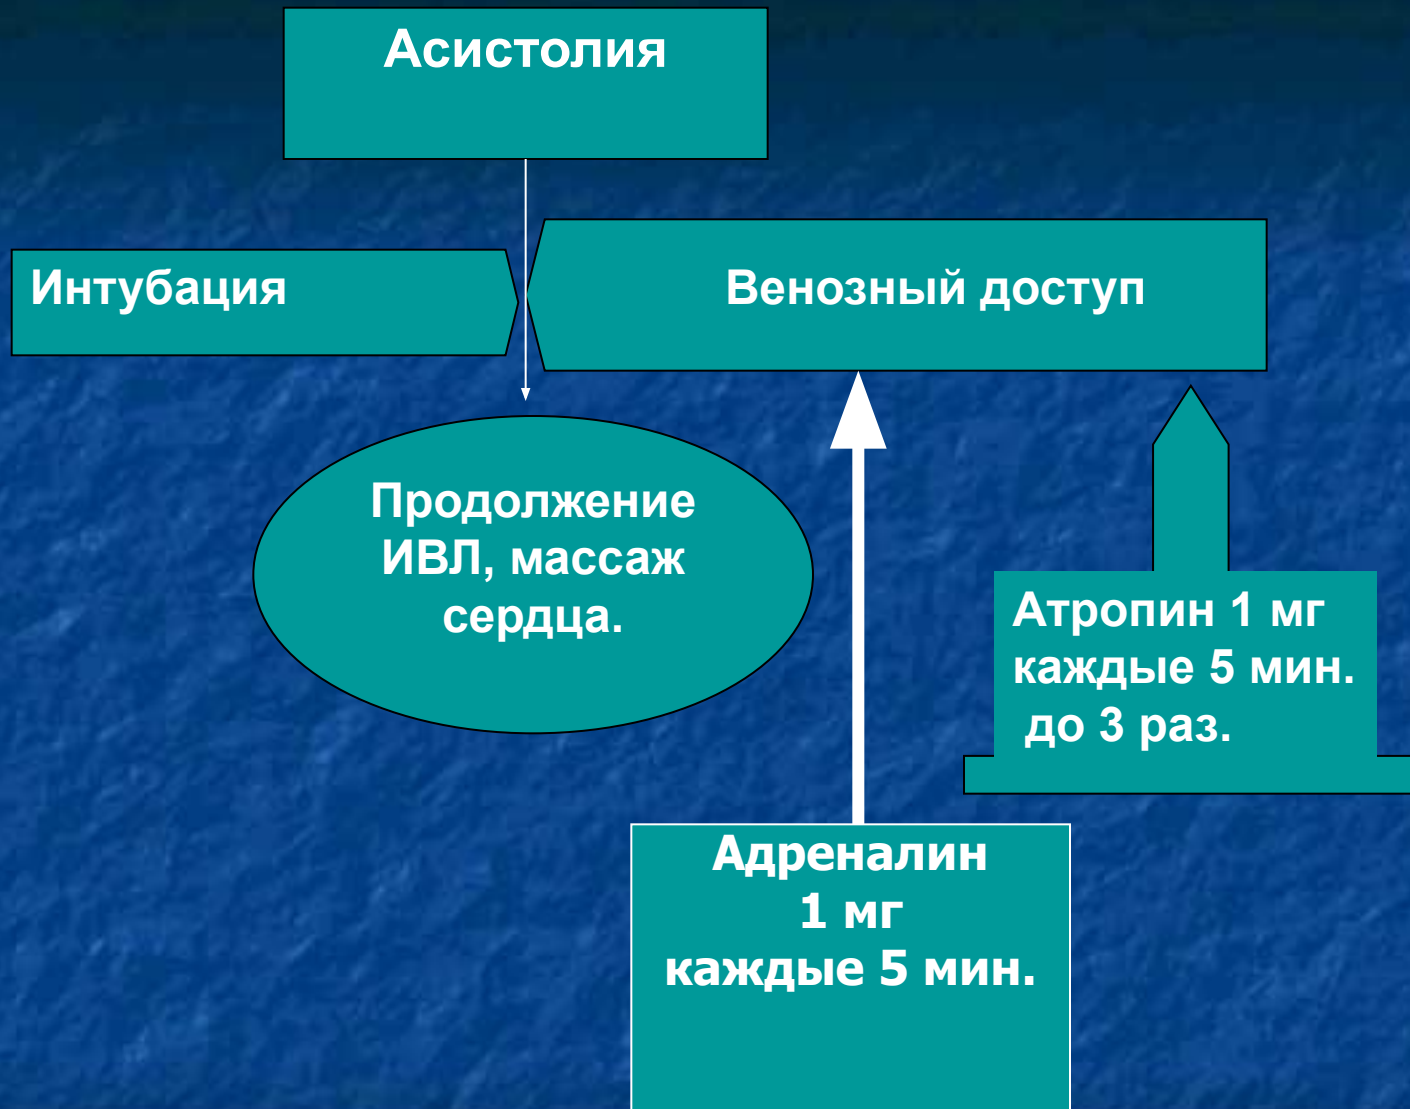 Асистолия
Интубация
Венозный доступ
Продолжение
ИВЛ, массаж
сердца.
Атропин 1 мг
каждые 5 мин.
до 3 раз.
Адреналин
1 мг
каждые 5 мин.